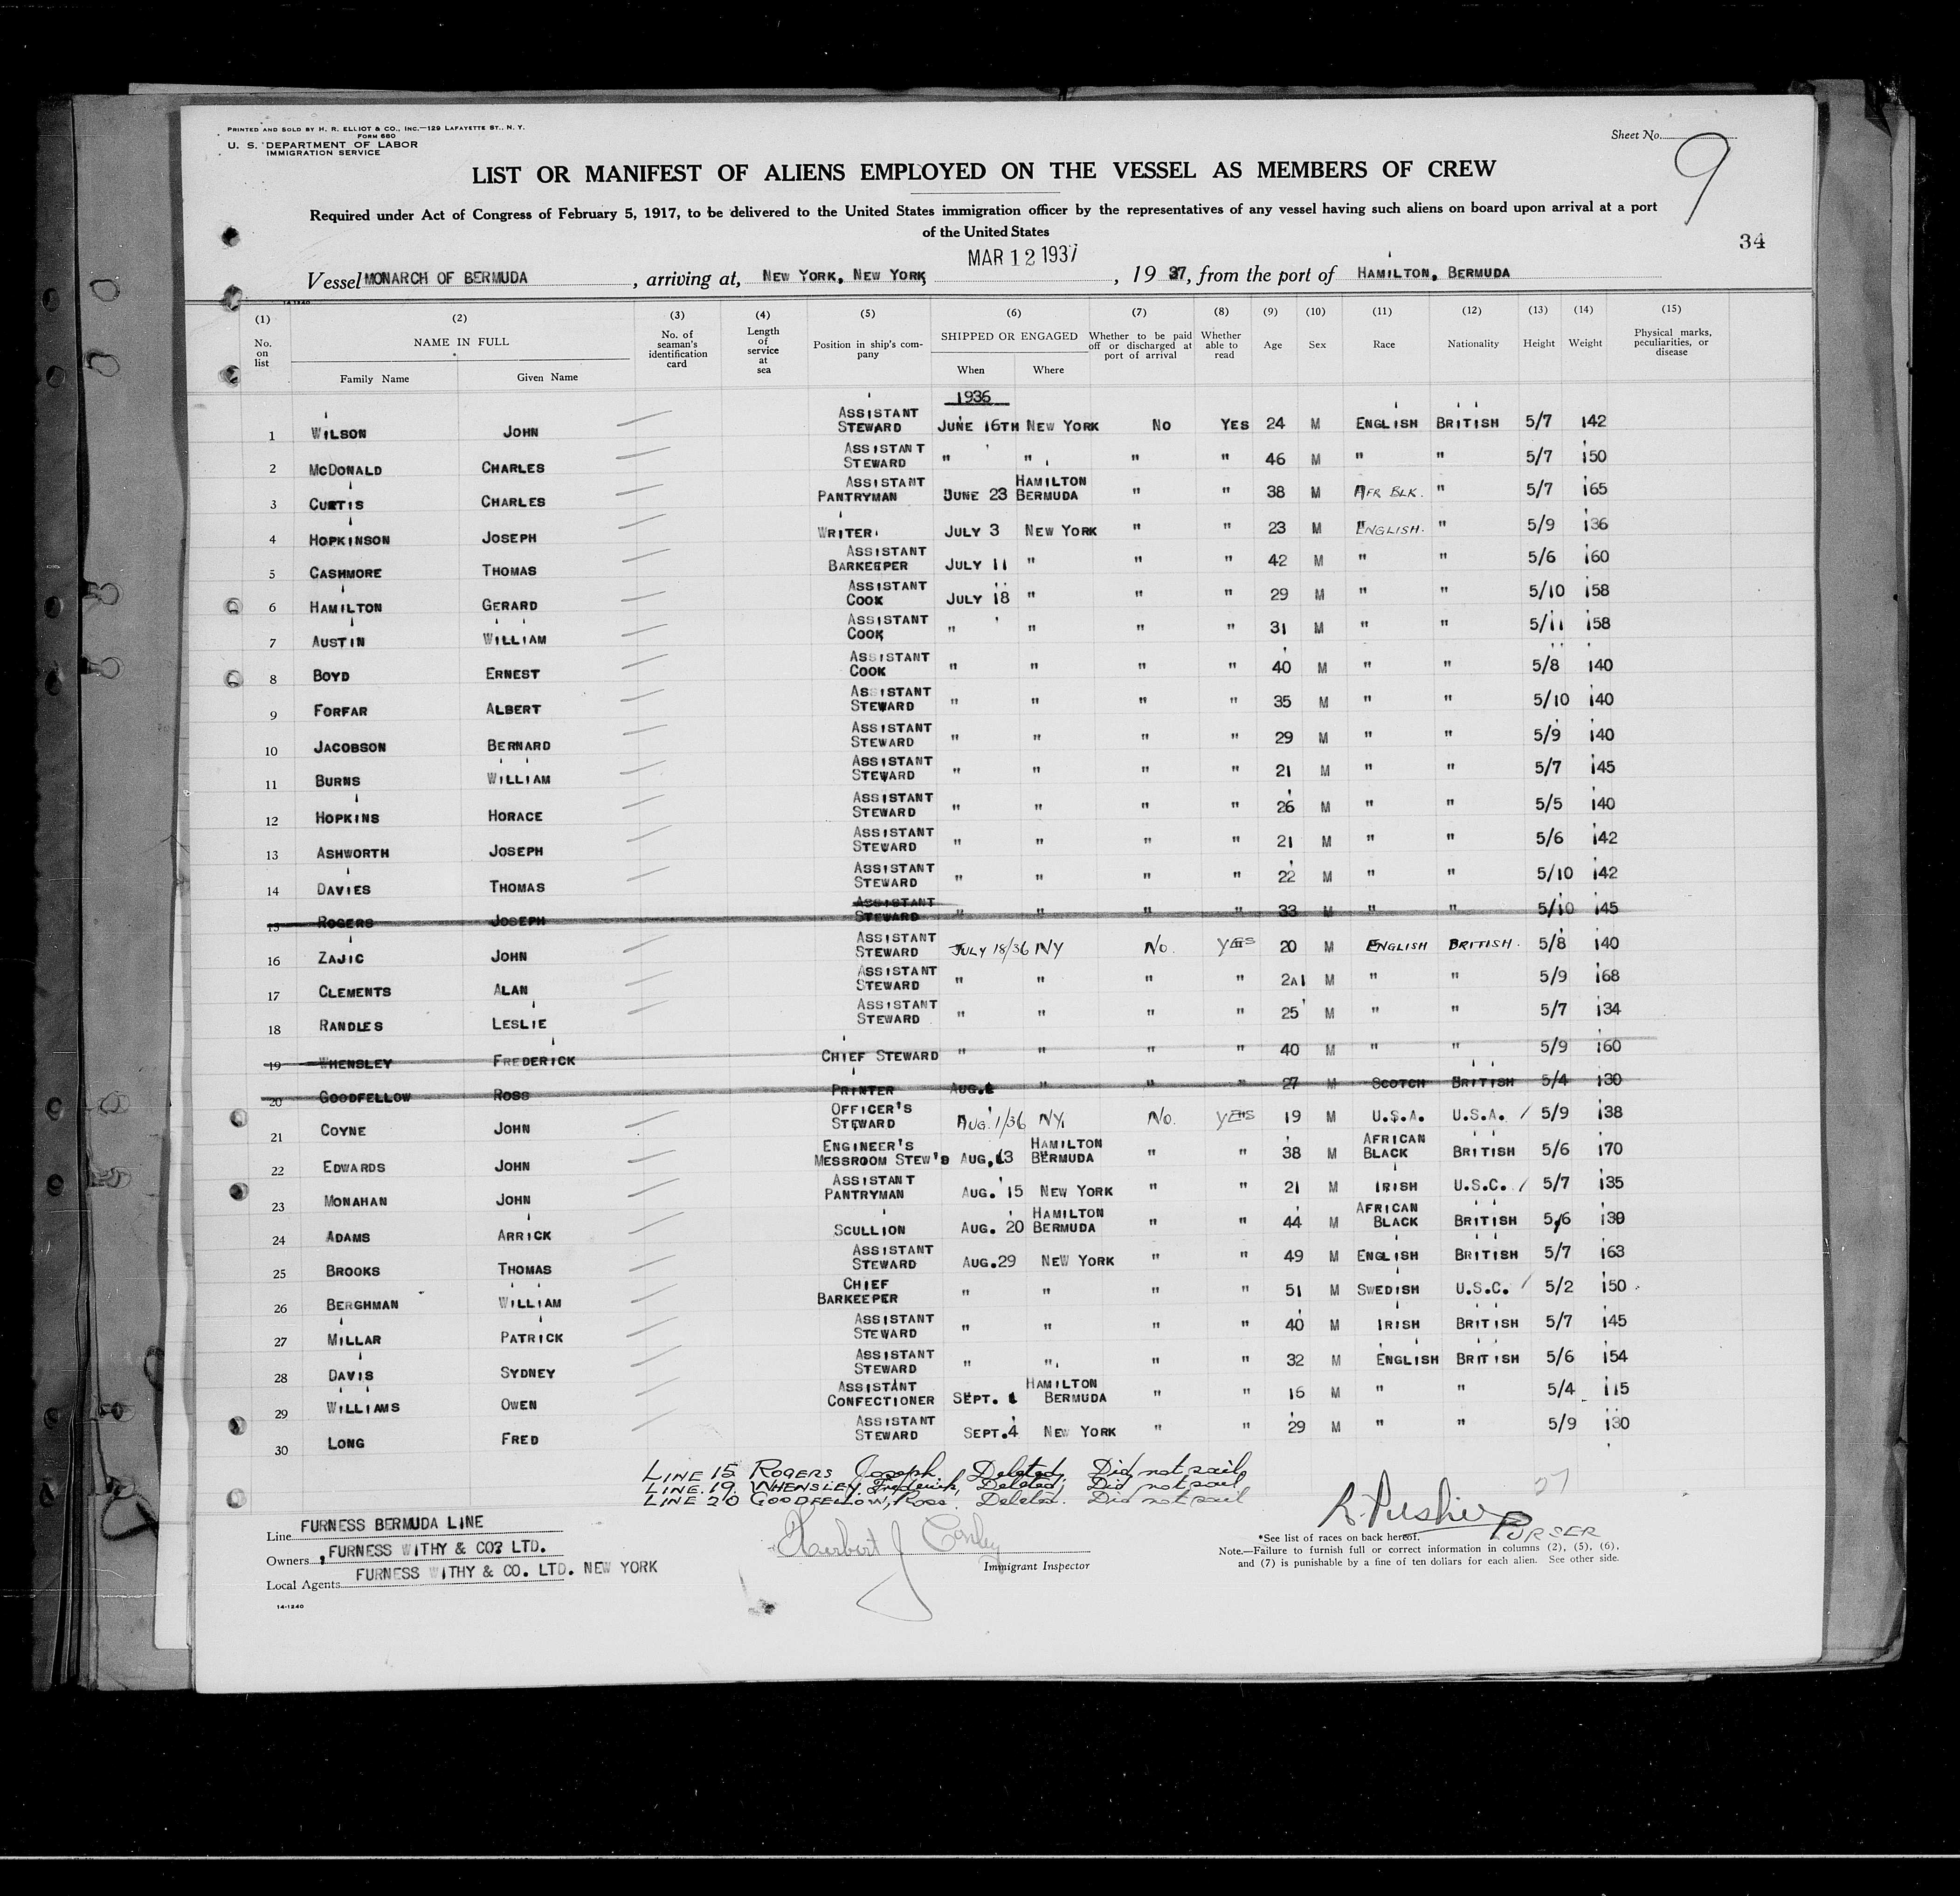 PRINTED AND SOLD BY H. R. ELLIOT & CO., INC.—129 LAFAYETTE ST., N. Y.
FORM 680
U. S. DEPARTMENT OF LABOR
IMMIGRATION SERVICE
Sheet No.
9
LIST OR MANIFEST OF ALIENS EMPLOYED ON THE VESSEL AS MEMBERS OF CREW
Required under Act of Congress of February 5, 1917, to be delivered to the United States immigration officer by the representatives of any vessel having such aliens on board upon arrival at a port
of the United States
34
MAR 12 1937
Vessel MONARCH OF BERMUDA, arriving at, NEW YORK, NEW YORK, 1937, from the port of HAMILTON, BERMUDA
14-1240
(1) (2) (3) (4) (5) (6) (7) (8) (9) (10) (11) (12) (13) (14) (15)
No. on list NAME IN FULL Family Name Given Name No. of seaman's identification card Length of service at sea Position in ship's company SHIPPED OR ENGAGED When Where Whether to be paid off or discharged at port of arrival Whether able to read Age Sex Race Nationality Height Weight Physical marks, peculiarities, or disease
1936
1 WILSON JOHN ASSISTANT STEWARD JUNE 16TH NEW YORK NO YES 24 M ENGLISH BRITISH 5/7 142
2 MCDONALD CHARLES ASSISTANT STEWARD " " " " 46 M " " 5/7 150
3 CURTIS CHARLES ASSISTANT PANTRYMAN JUNE 23 HAMILTON BERMUDA " " 38 M AFR BLK. " 5/7 165
4 HOPKINSON JOSEPH WRITER JULY 3 NEW YORK " " 23 M ENGLISH. " 5/9 136
5 CASHMORE THOMAS ASSISTANT BARKEEPER JULY 11 " " " 42 M " " 5/6 160
6 HAMILTON GERARD ASSISTANT COOK JULY 18 " " " 29 M " " 5/10 158
7 AUSTIN WILLIAM ASSISTANT COOK " " " " 31 M " " 5/11 158
8 BOYD ERNEST ASSISTANT COOK " " " " 40 M " " 5/8 140
9 FORFAR ALBERT ASSISTANT STEWARD " " " " 35 M " " 5/10 140
10 JACOBSON BERNARD ASSISTANT STEWARD " " " " 29 M " " 5/9 140
11 BURNS WILLIAM ASSISTANT STEWARD " " " " 21 M " " 5/7 145
12 HOPKINS HORACE ASSISTANT STEWARD " " " " 26 M " " 5/5 140
13 ASHWORTH JOSEPH ASSISTANT STEWARD " " " " 21 M " " 5/6 142
14 DAVIES THOMAS ASSISTANT STEWARD " " " " 22 M " " 5/10 142
15 ROGERS JOSEPH ASSISTANT STEWARD " " " " 33 M " " 5/10 145
16 ZAJIC JOHN ASSISTANT STEWARD JULY 18/36 NY No. YES 20 M ENGLISH BRITISH. 5/8 140
17 CLEMENTS ALAN ASSISTANT STEWARD " " " " 21 M " " 5/9 168
18 RANDLES LESLIE ASSISTANT STEWARD " " " " 25 M " " 5/7 134
19 WHENSLEY FREDERICK CHIEF STEWARD " " " " 40 M " " 5/9 160
20 GOODFELLOW ROSS PRINTER AUG.1 " " " 27 M SCOTCH BRITISH 5/4 130
21 COYNE JOHN OFFICER'S STEWARD AUG. 1/36 NY. No. YES 19 M U.S.A. U.S.A. / 5/9 138
22 EDWARDS JOHN ENGINEER'S MESSROOM STEW'D AUG. 13 HAMILTON BERMUDA " " 38 M AFRICAN BLACK BRITISH 5/6 170
23 MONAHAN JOHN ASSISTANT PANTRYMAN AUG. 15 NEW YORK " " 21 M IRISH U.S.C. / 5/7 135
24 ADAMS ARRICK SCULLION AUG. 20 HAMILTON BERMUDA " " 44 M AFRICAN BLACK BRITISH 5/6 139
25 BROOKS THOMAS ASSISTANT STEWARD AUG.29 NEW YORK " " 49 M ENGLISH BRITISH 5/7 163
26 BERGHMAN WILLIAM CHIEF BARKEEPER " " " " 51 M SWEDISH U.S.C. / 5/2 150
27 MILLAR PATRICK ASSISTANT STEWARD " " " " 40 M IRISH BRITISH 5/7 145
28 DAVIS SYDNEY ASSISTANT STEWARD " " " " 32 M ENGLISH BRITISH 5/6 154
29 WILLIAMS OWEN ASSISTANT CONFECTIONER SEPT. 1 HAMILTON BERMUDA " " 16 M " " 5/4 115
30 LONG FRED ASSISTANT STEWARD SEPT.4 NEW YORK " " 29 M " " 5/9 130
LINE 15 ROGERS Joseph Deleted, Did not sail,
LINE. 19. WHENSLEY, Frederick, Deleted, Did not sail
LINE 20 GOODFELLOW, Ross. Deleted. Did not sail
27
PURSER
Line FURNESS BERMUDA LINE
Owners FURNESS WITHY & CO? LTD.
Local Agents FURNESS WITHY & CO. LTD. NEW YORK
14-1240
Herbert J Conley
Immigrant Inspector
*See list of races on back hereof.
Note.—Failure to furnish full or correct information in columns (2), (5), (6),
and (7) is punishable by a fine of ten dollars for each alien. See other side.